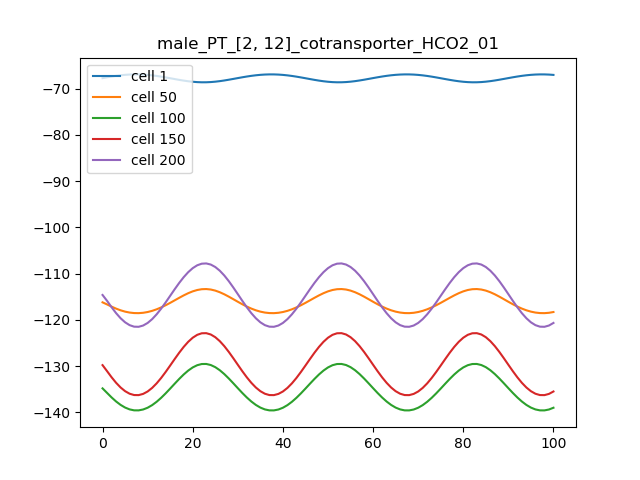 male_PT_[2, 12]_cotransporter_HCO2_01
cell 1
cell 50
cell 100
cell 150
cell 200
−70
−80
−90
−100
−110
−120
−130
−140
0
20
40
60
80
100